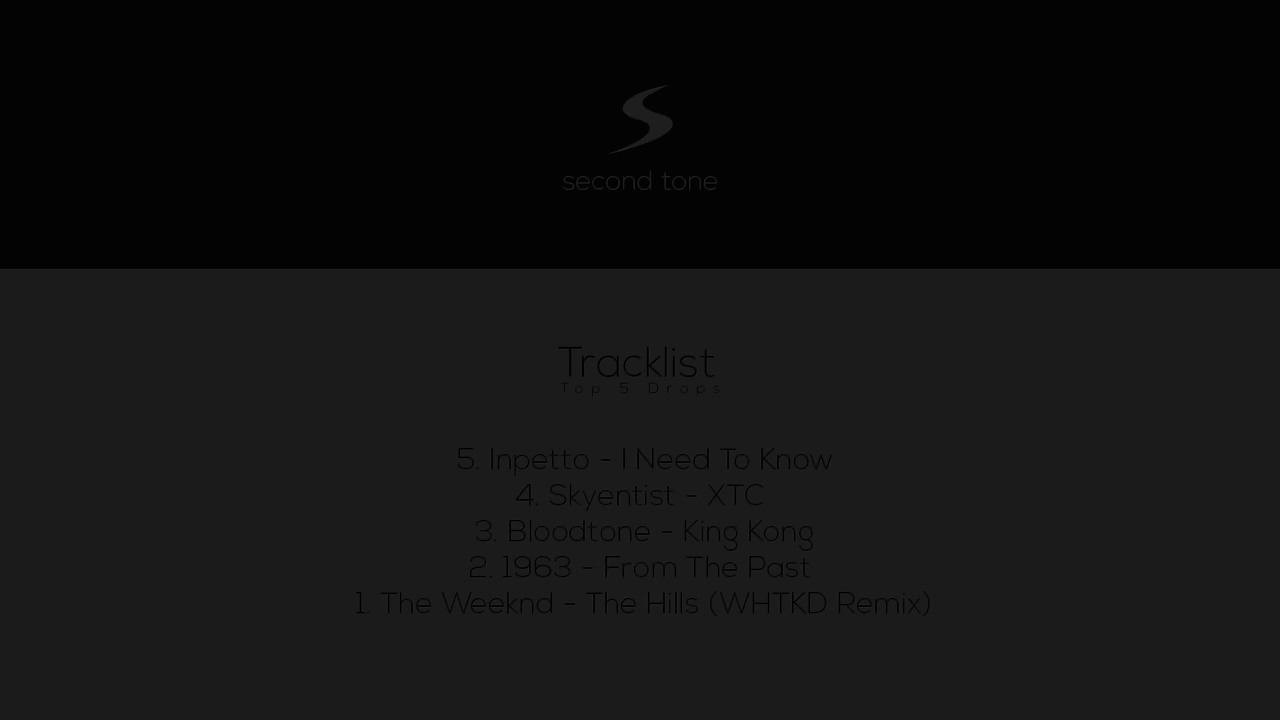 second tone
Tracklist
Top 5 Drops
5. Inpetto - I Need To Know
4. Skyentist - XTC
3. Bloodtone - King Kong
2. 1963 - From The Past
1. The Weeknd - The Hills (WHTKD Remix)